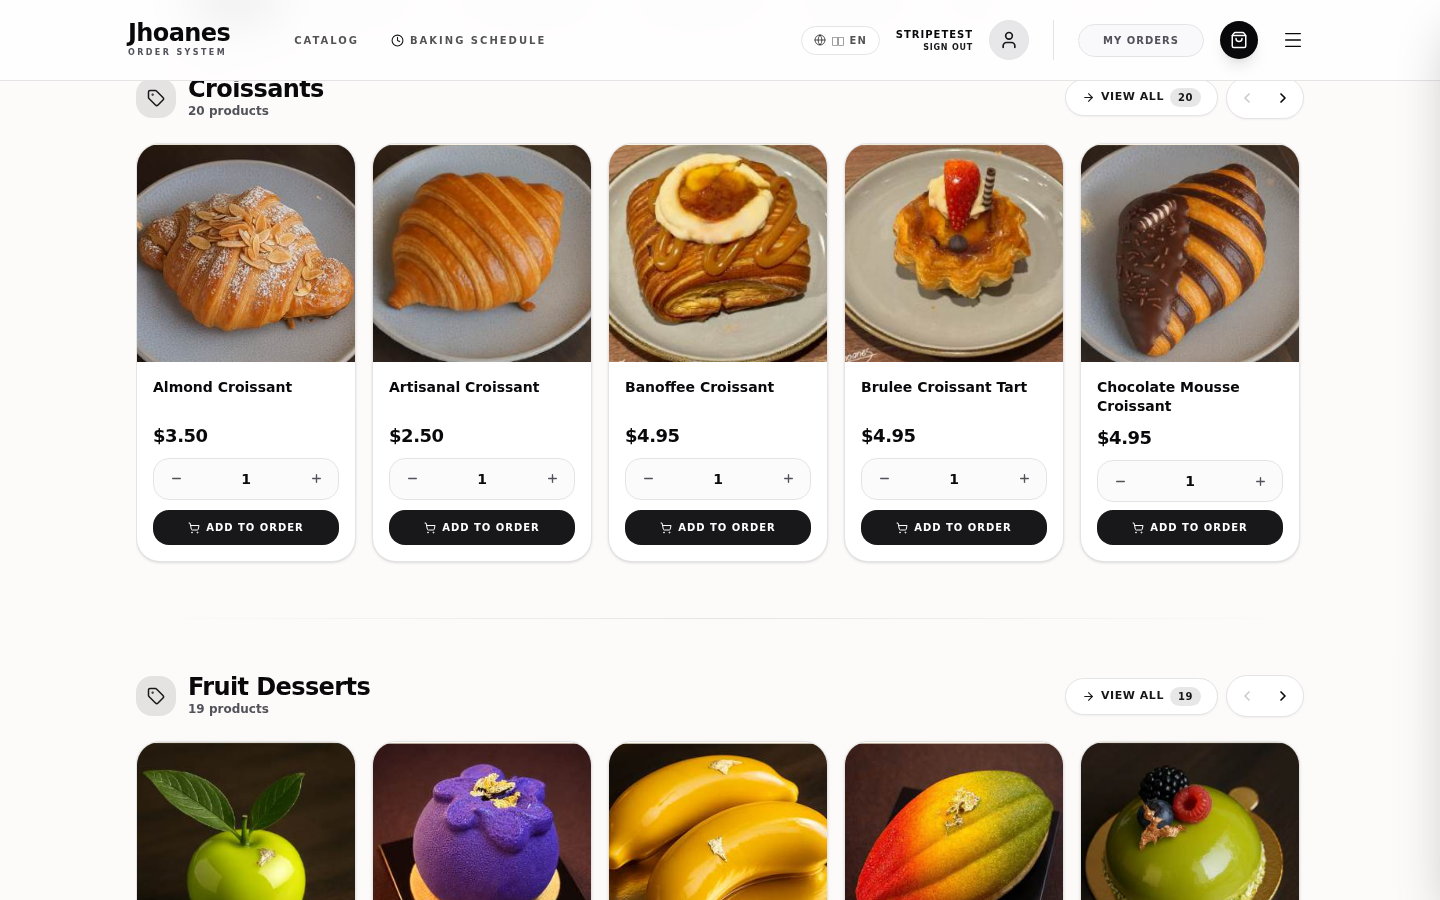 Jhoanes
ORDER SYSTEM
CATALOG
BAKING SCHEDULE
EN
STRIPETEST
SIGN OUT
MY ORDERS
Croissants
20 products
VIEW ALL 20
Almond Croissant
$3.50
− 1 +
ADD TO ORDER
Artisanal Croissant
$2.50
− 1 +
ADD TO ORDER
Banoffee Croissant
$4.95
− 1 +
ADD TO ORDER
Brulee Croissant Tart
$4.95
− 1 +
ADD TO ORDER
Chocolate Mousse
Croissant
$4.95
− 1 +
ADD TO ORDER
Fruit Desserts
19 products
VIEW ALL 19